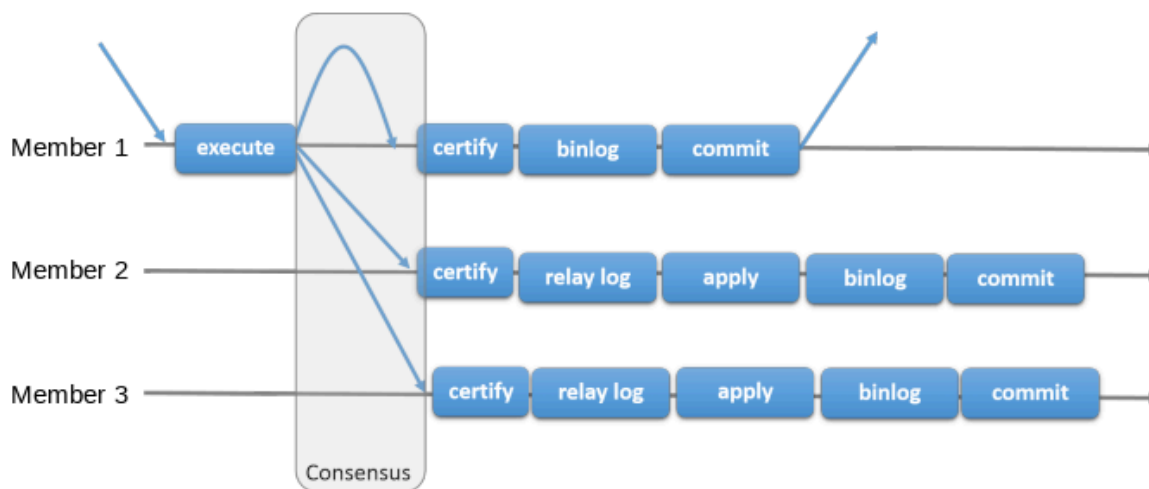 Member 1 execute certify binlog commit
Member 2 certify relay log apply binlog commit
Member 3 certify relay log apply binlog commit
Consensus